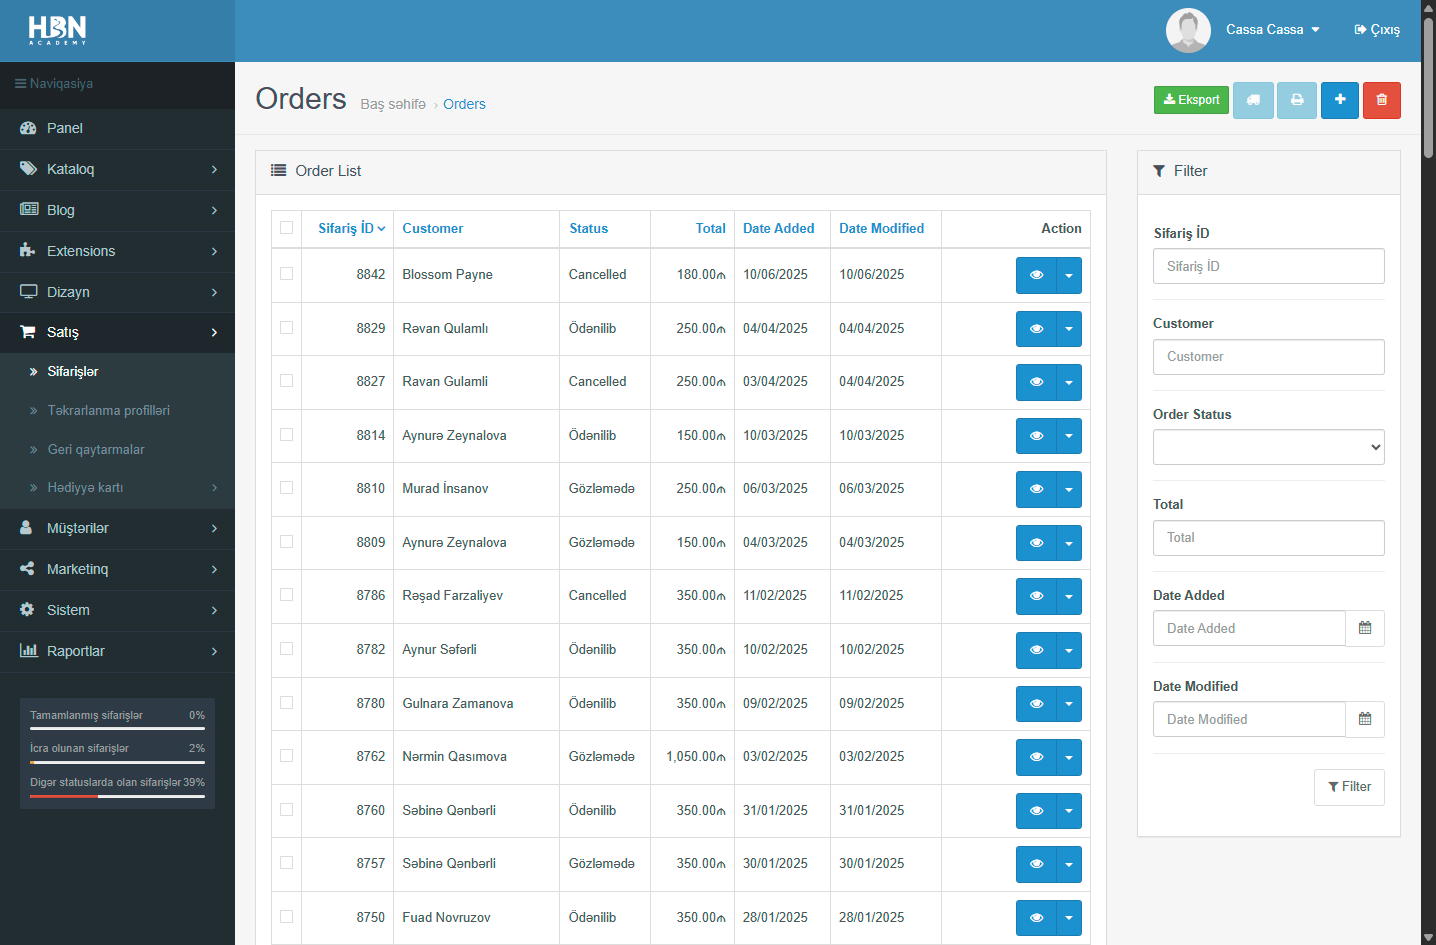 HBN
ACADEMY
Cassa Cassa
Çıxış
Naviqasiya
Panel
Kataloq
Blog
Extensions
Dizayn
Satış
Sifarişlər
Təkrarlanma profilləri
Geri qaytarmalar
Hədiyyə kartı
Müştərilər
Marketinq
Sistem
Raportlar
Tamamlanmış sifarişlər 0%
İcra olunan sifarişlər 2%
Digər statuslarda olan sifarişlər 39%
Orders
Baş səhifə › Orders
Eksport
Order List
Sifariş İD Customer Status Total Date Added Date Modified Action
8842 Blossom Payne Cancelled 180.00₼ 10/06/2025 10/06/2025
8829 Rəvan Qulamlı Ödənilib 250.00₼ 04/04/2025 04/04/2025
8827 Ravan Gulamli Cancelled 250.00₼ 03/04/2025 04/04/2025
8814 Aynurə Zeynalova Ödənilib 150.00₼ 10/03/2025 10/03/2025
8810 Murad İnsanov Gözləmədə 250.00₼ 06/03/2025 06/03/2025
8809 Aynurə Zeynalova Gözləmədə 150.00₼ 04/03/2025 04/03/2025
8786 Rəşad Farzaliyev Cancelled 350.00₼ 11/02/2025 11/02/2025
8782 Aynur Səfərli Ödənilib 350.00₼ 10/02/2025 10/02/2025
8780 Gulnara Zamanova Ödənilib 350.00₼ 09/02/2025 09/02/2025
8762 Nərmin Qasımova Gözləmədə 1,050.00₼ 03/02/2025 03/02/2025
8760 Səbinə Qənbərli Ödənilib 350.00₼ 31/01/2025 31/01/2025
8757 Səbinə Qənbərli Gözləmədə 350.00₼ 30/01/2025 30/01/2025
8750 Fuad Novruzov Ödənilib 350.00₼ 28/01/2025 28/01/2025
Filter
Sifariş İD
Sifariş İD
Customer
Customer
Order Status
Total
Total
Date Added
Date Added
Date Modified
Date Modified
Filter